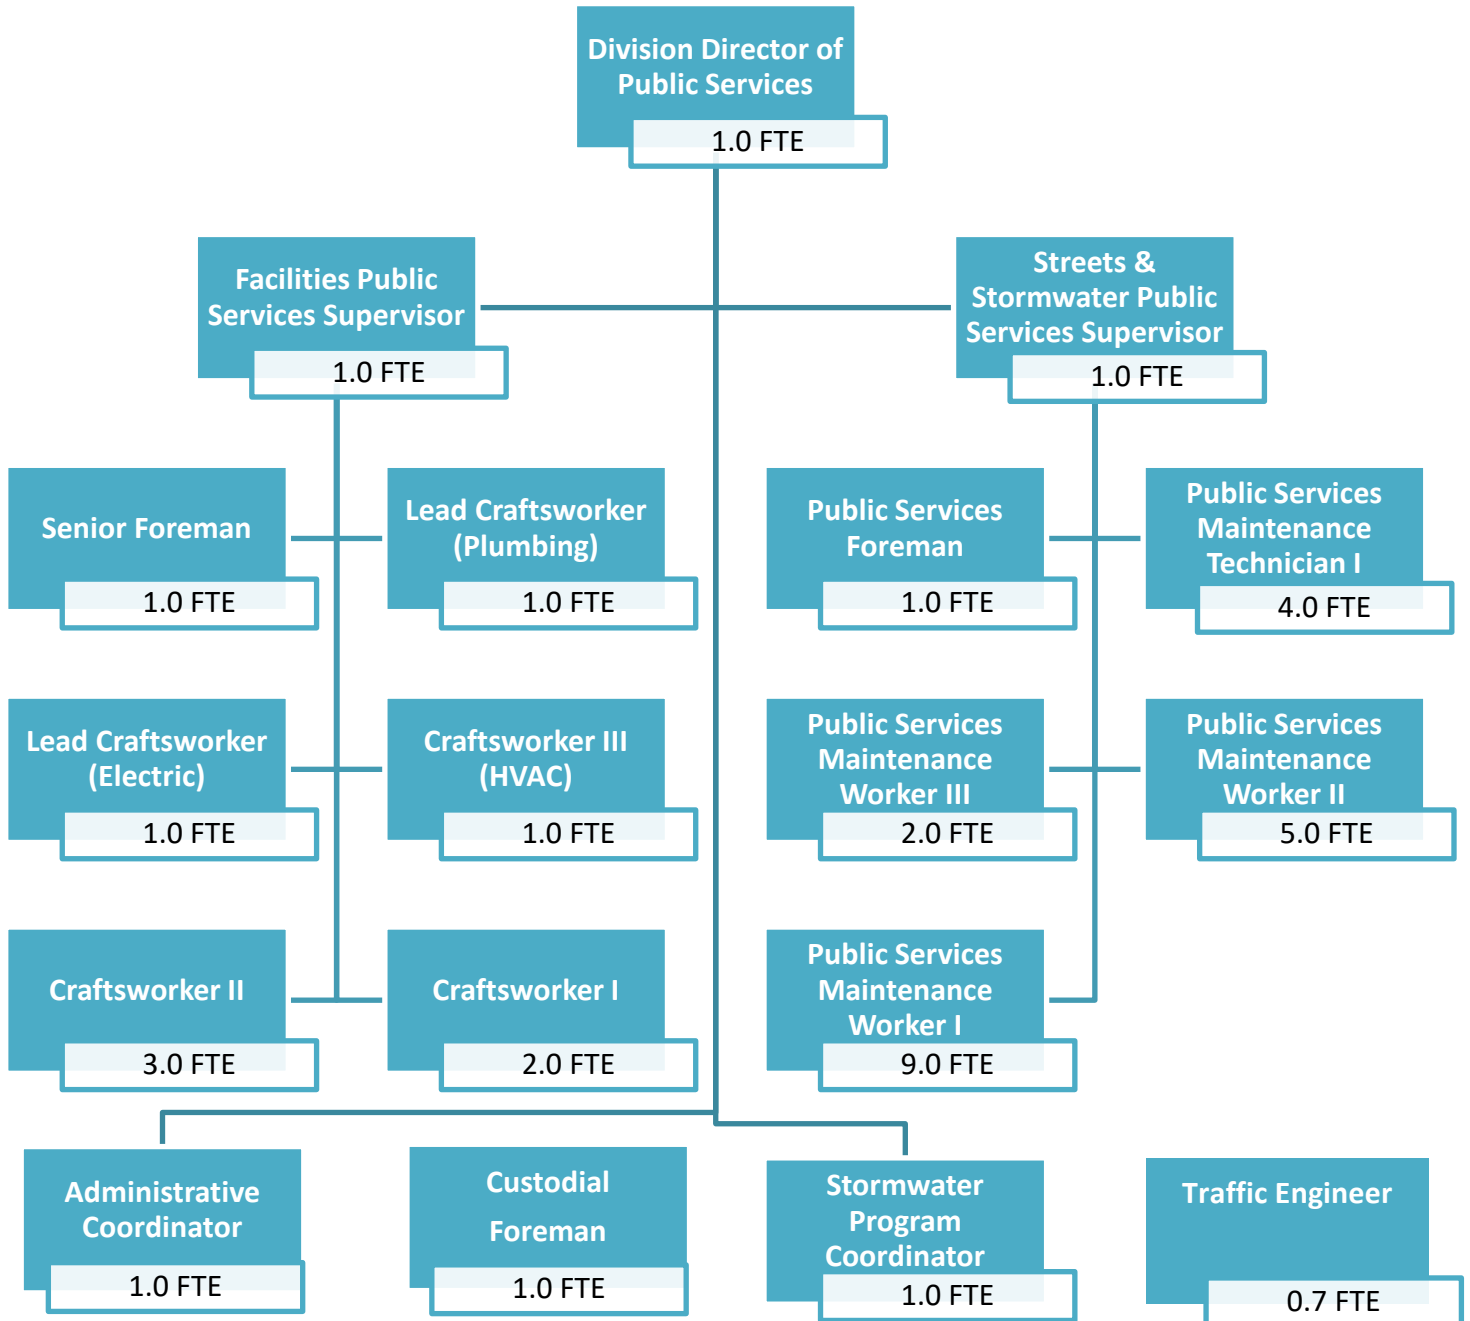 Division Director of
Public Services
1.0 FTE
Facilities Public
Services Supervisor
1.0 FTE
Streets &
Stormwater Public
Services Supervisor
1.0 FTE
Senior Foreman
1.0 FTE
Lead Craftsworker
(Plumbing)
1.0 FTE
Public Services
Foreman
1.0 FTE
Public Services
Maintenance
Technician I
4.0 FTE
Lead Craftsworker
(Electric)
1.0 FTE
Craftsworker III
(HVAC)
1.0 FTE
Public Services
Maintenance
Worker III
2.0 FTE
Public Services
Maintenance
Worker II
5.0 FTE
Craftsworker II
3.0 FTE
Craftsworker I
2.0 FTE
Public Services
Maintenance
Worker I
9.0 FTE
Administrative
Coordinator
1.0 FTE
Custodial
Foreman
1.0 FTE
Stormwater
Program
Coordinator
1.0 FTE
Traffic Engineer
0.7 FTE